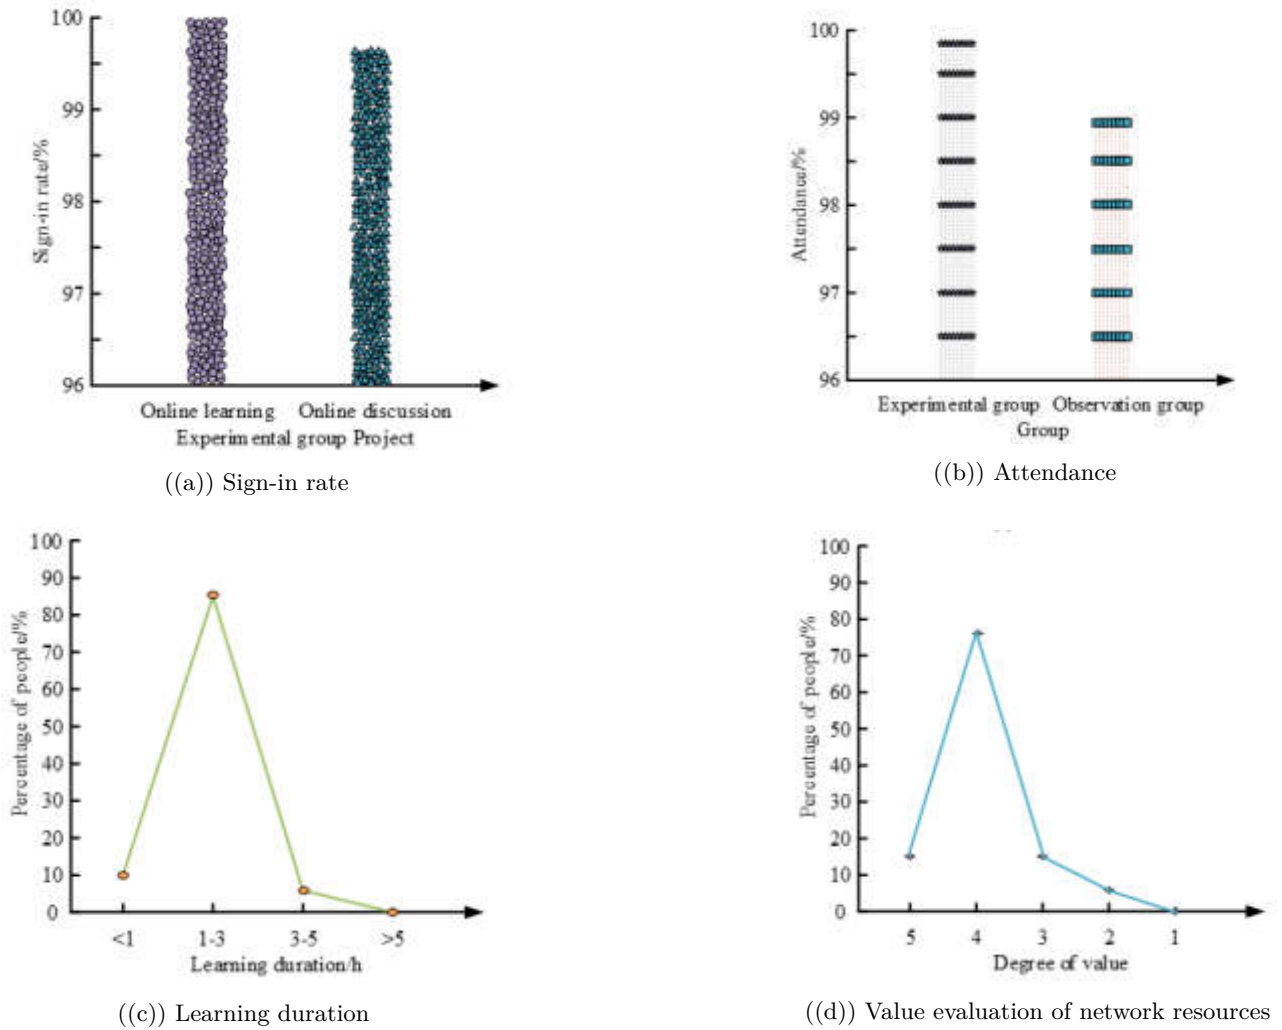 100
99
98
97
96
Sign-in rate/%
Online learning Online discussion
Experimental group Project
((a)) Sign-in rate
100
99
98
97
96
Attendance/%
Experimental group Observation group
Group
((b)) Attendance
100
90
80
70
60
50
40
30
20
10
0
Percentage of people/%
<1 1-3 3-5 >5
Learning duration/h
((c)) Learning duration
100
90
80
70
60
50
40
30
20
10
0
Percentage of people/%
5 4 3 2 1
Degree of value
((d)) Value evaluation of network resources